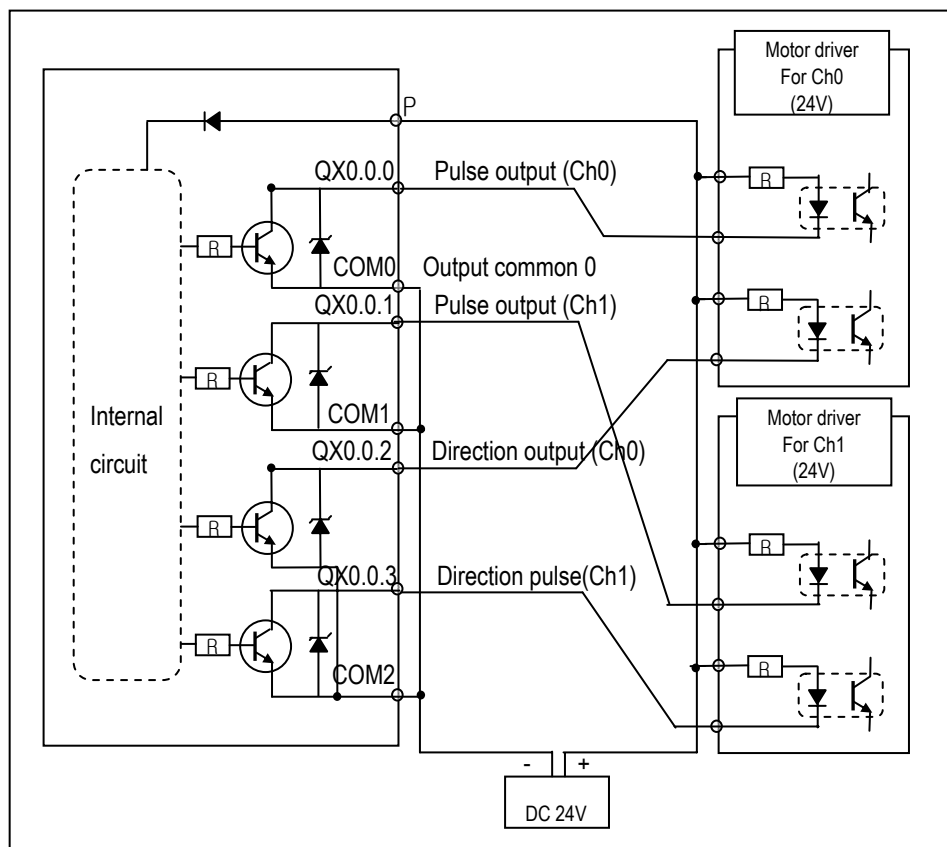 Motor driver
For Ch0
(24V)
P
QX0.0.0
Pulse output (Ch0)
R
R
COM0
Output common 0
QX0.0.1
Pulse output (Ch1)
R
R
COM1
Internal
circuit
Motor driver
For Ch1
(24V)
QX0.0.2
Direction output (Ch0)
R
R
QX0.0.3
Direction pulse(Ch1)
R
R
COM2
- +
DC 24V